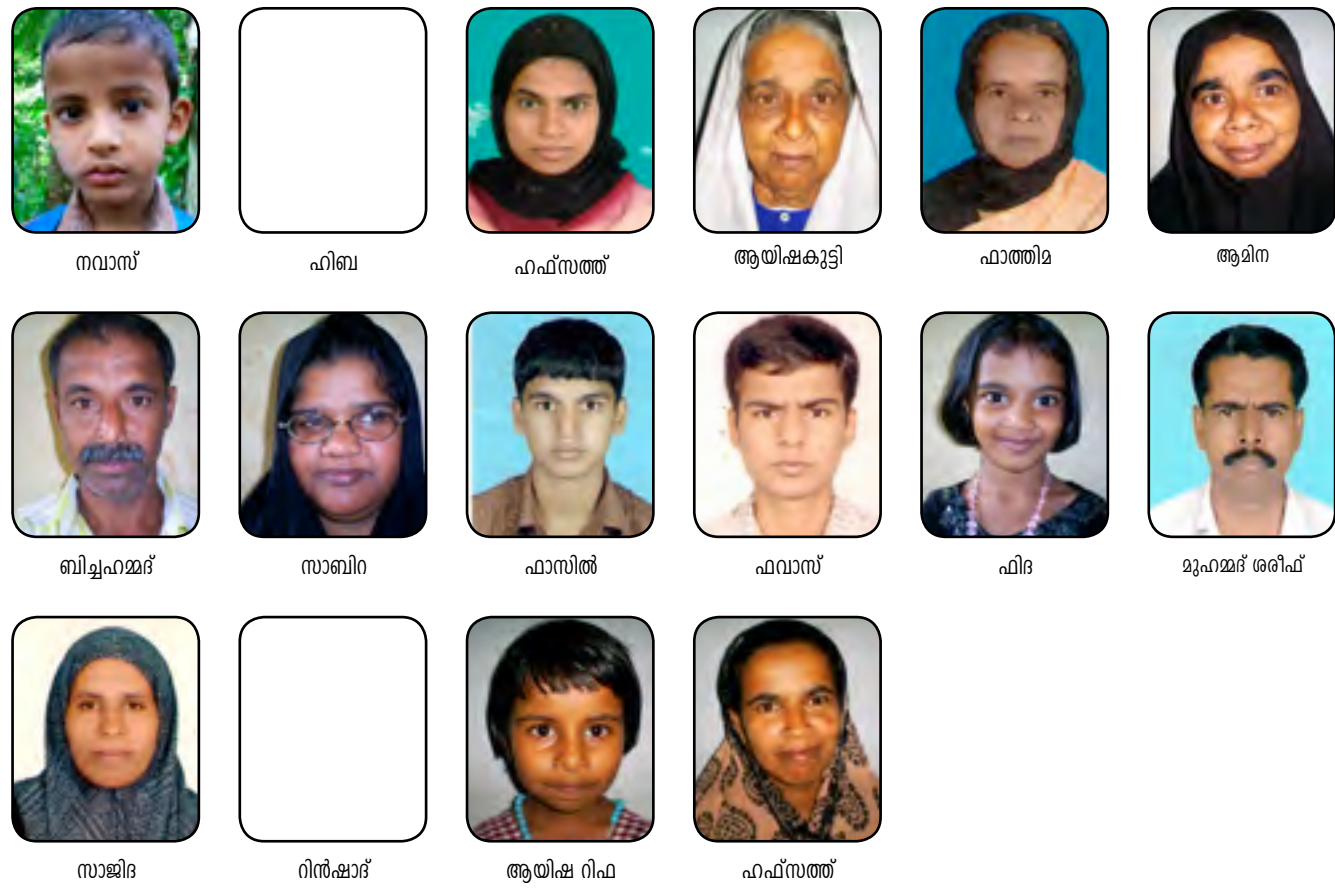 നവാസ്
ഹിബ
ഹഫ്സത്ത്
ആയിഷകുട്ടി
ഫാത്തിമ
ആമിന
ബിച്ചഹമ്മദ്
സാബിറ
ഫാസിൽ
ഫവാസ്
ഫിദ
മുഹമ്മദ് ശരീഫ്
സാജിദ
റിൻഷാദ്
ആയിഷ റിഫ
ഹഫ്സത്ത്